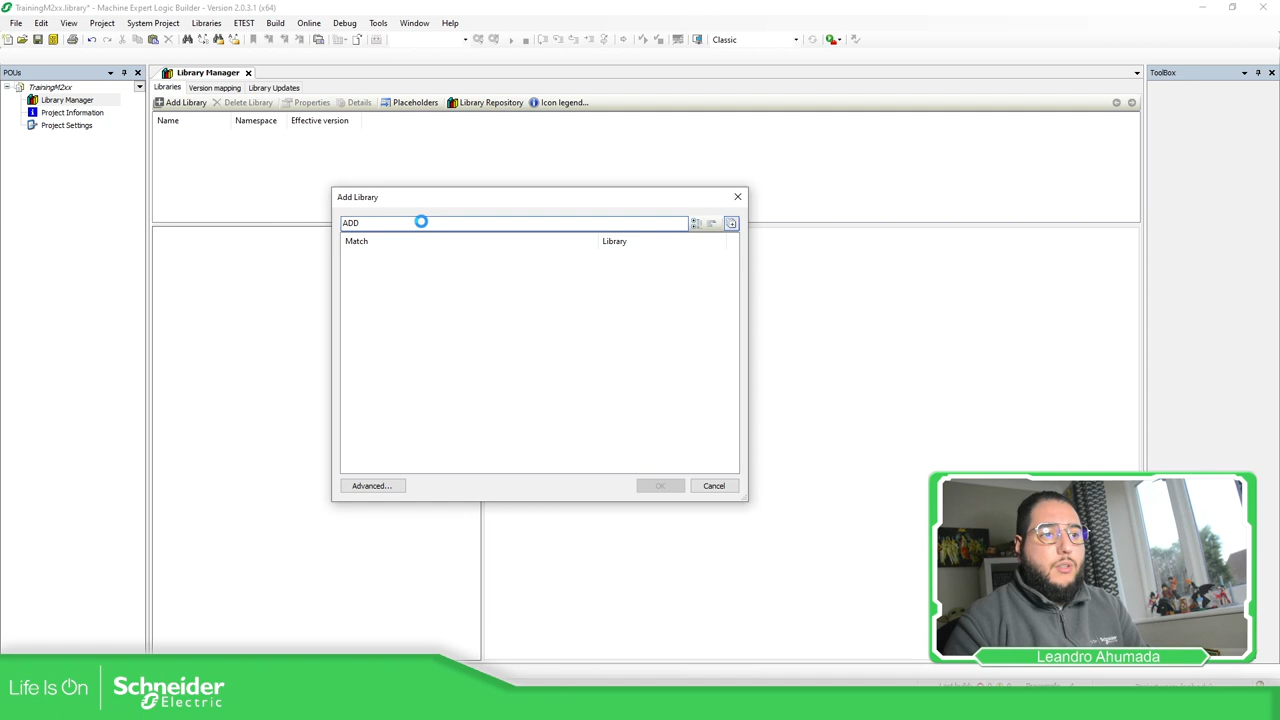 TrainingM2xx.library* - Machine Expert Logic Builder - Version 2.0.3.1 (x64)
File Edit View Project System Project Libraries ETEST Build Online Debug Tools Window Help
Classic
POUs
Library Manager
ToolBox
TrainingM2xx
Library Manager
Project Information
Project Settings
Libraries Version mapping Library Updates
Add Library Delete Library Properties Details Placeholders Library Repository Icon legend...
Name Namespace Effective version
Add Library
ADD
Match Library
Advanced... OK Cancel
Leandro Ahumada
Life Is On Schneider Electric
Schneider